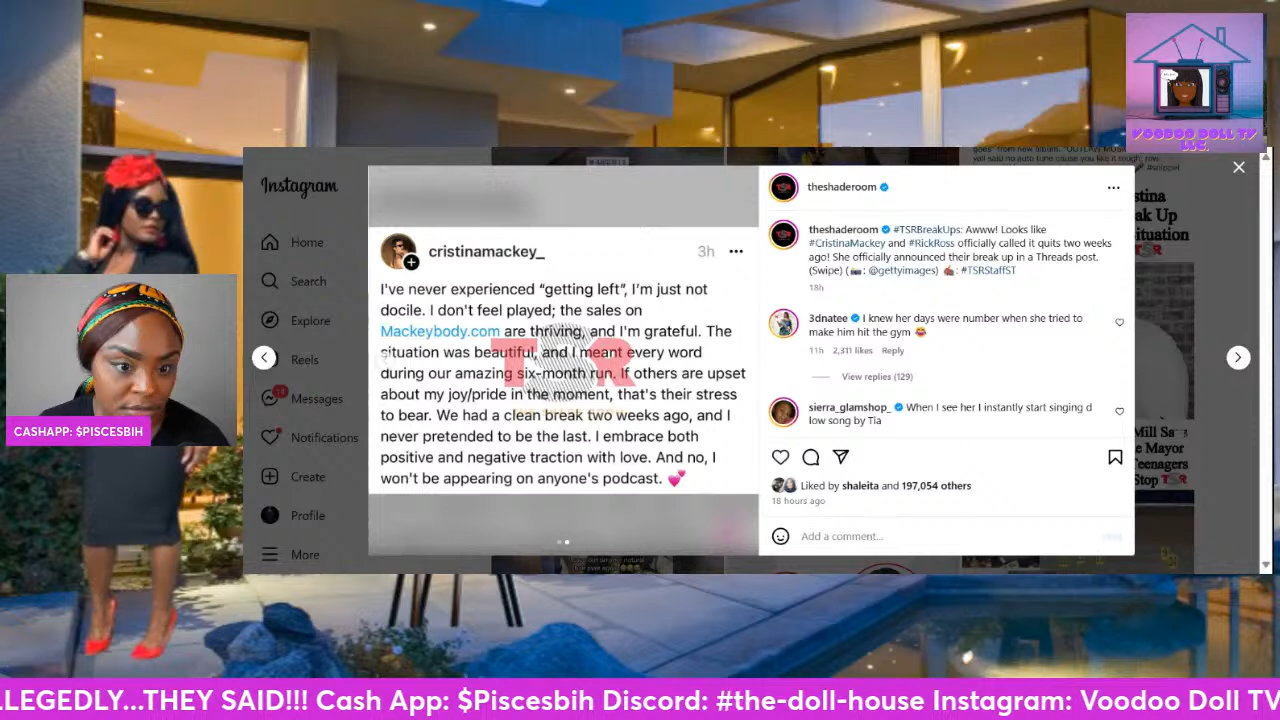 VOODOO DOLL TV
LLC.
Instagram
Home
Search
Explore
Reels
Messages
Notifications
Create
Profile
More
cristinamackey_
3h
I've never experienced “getting left”, I'm just not
docile. I don't feel played; the sales on
Mackeybody.com are thriving, and I'm grateful. The
situation was beautiful, and I meant every word
during our amazing six-month run. If others are upset
about my joy/pride in the moment, that's their stress
to bear. We had a clean break two weeks ago, and I
never pretended to be the last. I embrace both
positive and negative traction with love. And no, I
won't be appearing on anyone's podcast. 💕
TSR
theshaderoom
theshaderoom #TSRBreakUps: Awww! Looks like
#CristinaMackey and #RickRoss officially called it quits two weeks
ago! She officially announced their break up in a Threads post.
(Swipe) (📷: @gettyimages) ✍🏾: #TSRStaffST
18h
3dnatee I knew her days were number when she tried to
make him hit the gym 😂
11h 2,311 likes Reply
View replies (129)
sierra_glamshop_ When I see her I instantly start singing d
low song by Tia
Liked by shaleita and 197,054 others
18 hours ago
Add a comment...
stina
ak Up
ituation
Mill Sa
e Mayor
Teenagers
Stop TSR
CASHAPP: $PISCESBIH
LLEGEDLY...THEY SAID!!! Cash App: $Piscesbih Discord: #the-doll-house Instagram: Voodoo Doll TV